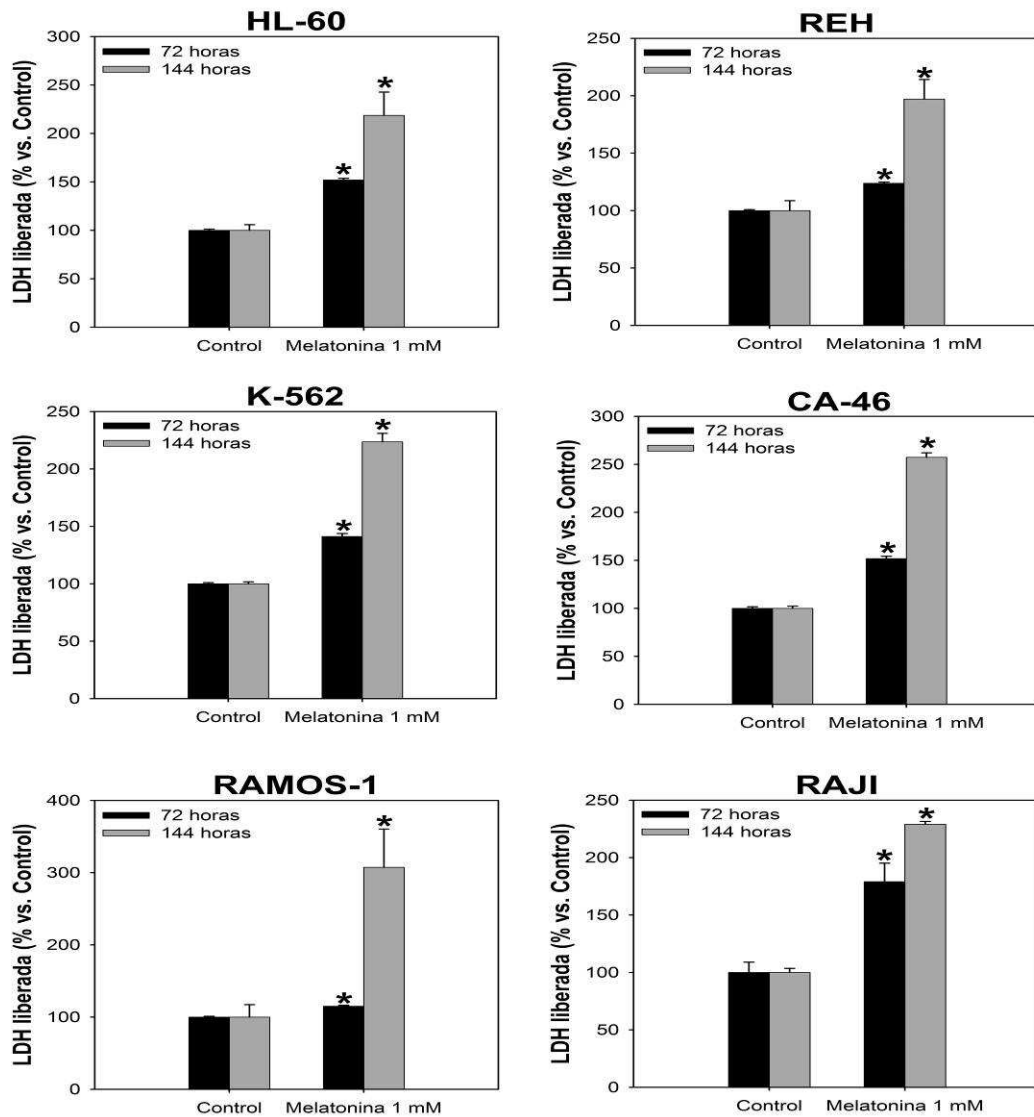 HL-60
LDH liberada (% vs. Control)
300
250
200
150
100
50
0
72 horas
144 horas
*
*
Control
Melatonina 1 mM
REH
LDH liberada (% vs. Control)
250
200
150
100
50
0
72 horas
144 horas
*
*
Control
Melatonina 1 mM
K-562
LDH liberada (% vs. Control)
250
200
150
100
50
0
72 horas
144 horas
*
*
Control
Melatonina 1 mM
CA-46
LDH liberada (% vs. Control)
300
250
200
150
100
50
0
72 horas
144 horas
*
*
Control
Melatonina 1 mM
RAMOS-1
LDH liberada (% vs. Control)
400
300
200
100
0
72 horas
144 horas
*
*
Control
Melatonina 1 mM
RAJI
LDH liberada (% vs. Control)
250
200
150
100
50
0
72 horas
144 horas
*
*
Control
Melatonina 1 mM